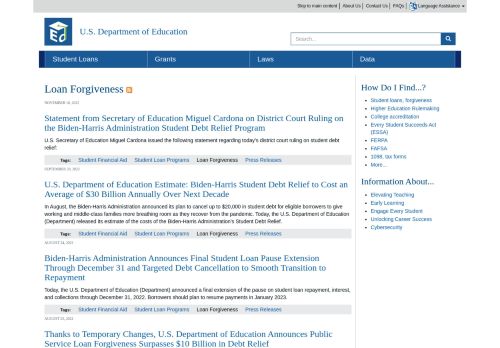 Skip to main content | About Us | Contact Us | FAQs | Language Assistance
U.S. Department of Education
Search...
Student Loans
Grants
Laws
Data
Loan Forgiveness
NOVEMBER 10, 2022
Statement from Secretary of Education Miguel Cardona on District Court Ruling on
the Biden-Harris Administration Student Debt Relief Program
U.S. Secretary of Education Miguel Cardona issued the following statement regarding today's district court ruling on student debt
relief:
Tags: Student Financial Aid Student Loan Programs Loan Forgiveness Press Releases
SEPTEMBER 29, 2022
U.S. Department of Education Estimate: Biden-Harris Student Debt Relief to Cost an
Average of $30 Billion Annually Over Next Decade
In August, the Biden-Harris Administration announced its plan to cancel up to $20,000 in student debt for eligible borrowers to give
working and middle-class families more breathing room as they recover from the pandemic. Today, the U.S. Department of Education
(Department) released its estimate of the costs of the Biden-Harris Administration's Student Debt Relief.
Tags: Student Financial Aid Student Loan Programs Loan Forgiveness Press Releases
AUGUST 24, 2022
Biden-Harris Administration Announces Final Student Loan Pause Extension
Through December 31 and Targeted Debt Cancellation to Smooth Transition to
Repayment
Today, the U.S. Department of Education (Department) announced a final extension of the pause on student loan repayment, interest,
and collections through December 31, 2022. Borrowers should plan to resume payments in January 2023.
Tags: Student Financial Aid Student Loan Programs Loan Forgiveness Press Releases
Thanks to Temporary Changes, U.S. Department of Education Announces Public
Service Loan Forgiveness Surpasses $10 Billion in Debt Relief
How Do I Find...?
Student loans, forgiveness
Higher Education Rulemaking
College accreditation
Every Student Succeeds Act
(ESSA)
FERPA
FAFSA
1098, tax forms
More...
Information About...
Elevating Teaching
Early Learning
Engage Every Student
Unlocking Career Success
Cybersecurity